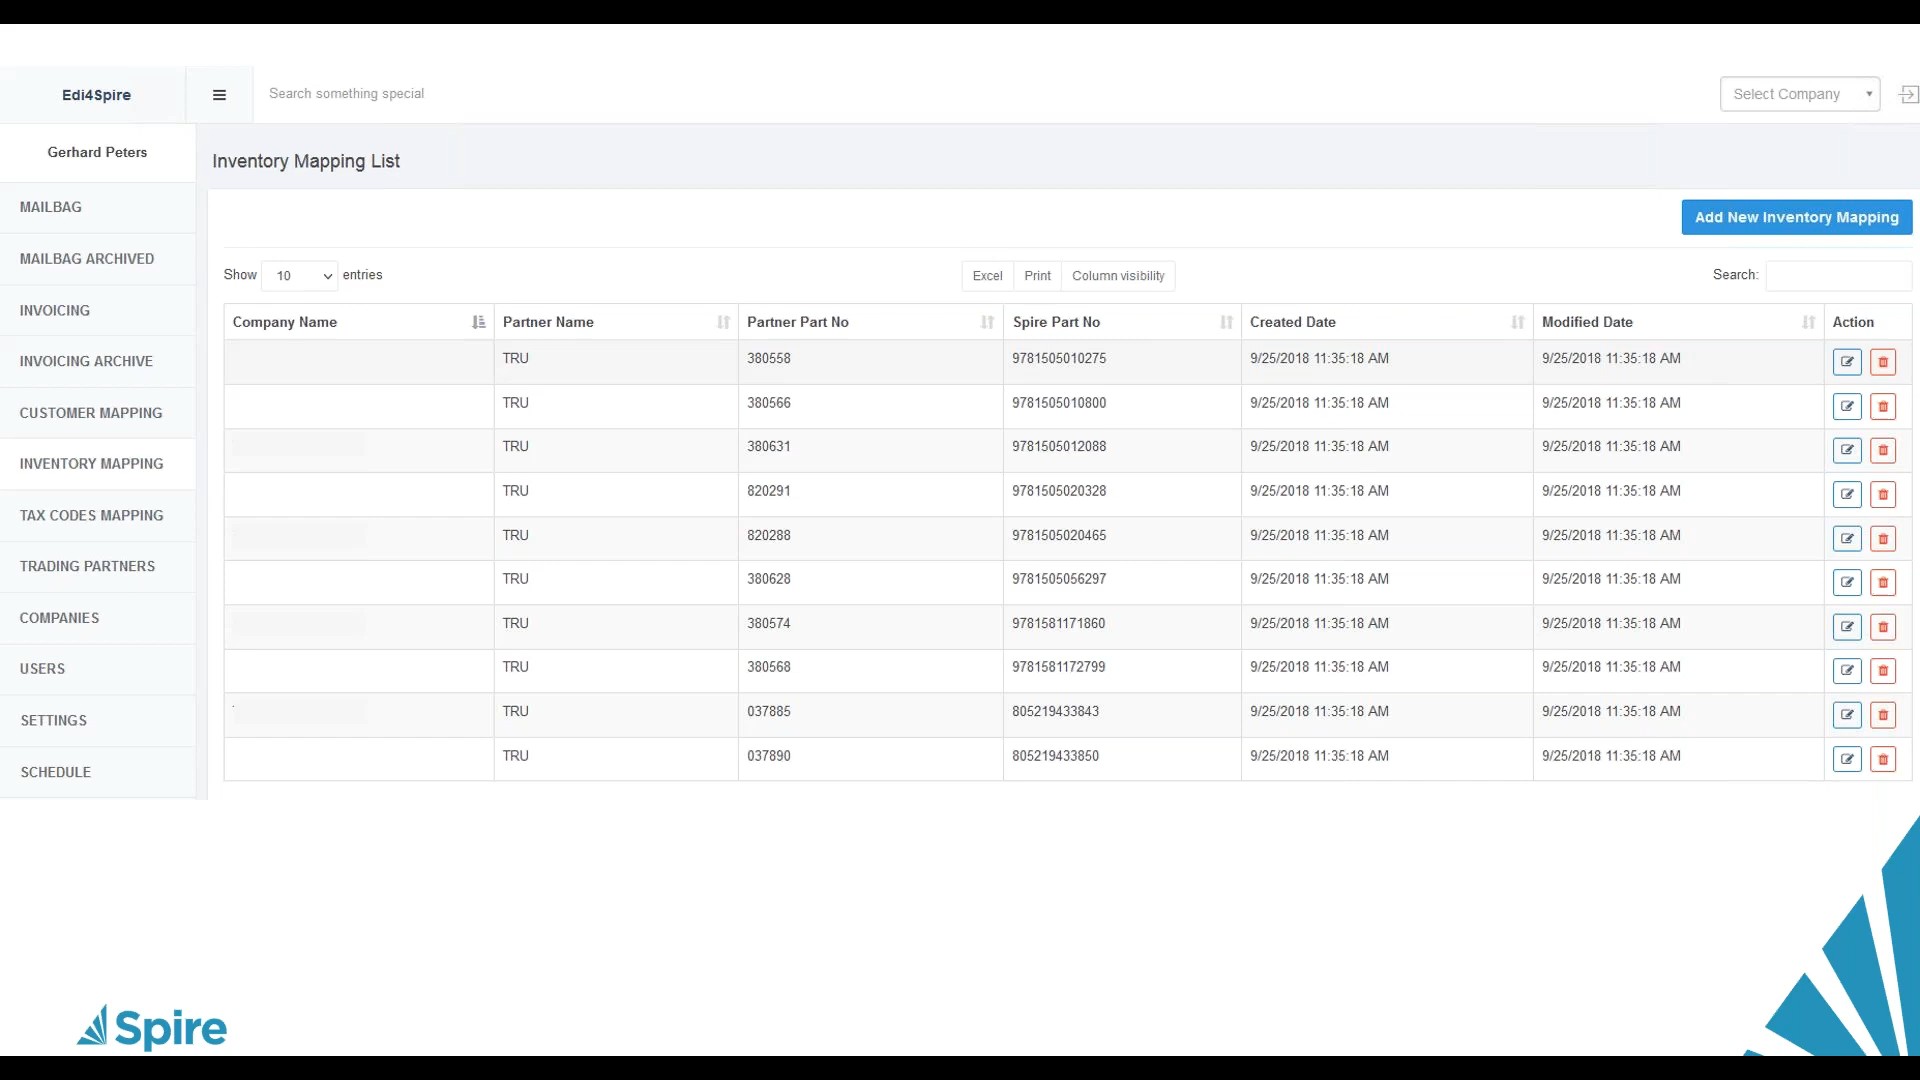 Edi4Spire
Search something special
Select Company
Gerhard Peters
Inventory Mapping List
MAILBAG
MAILBAG ARCHIVED
INVOICING
INVOICING ARCHIVE
CUSTOMER MAPPING
INVENTORY MAPPING
TAX CODES MAPPING
TRADING PARTNERS
COMPANIES
USERS
SETTINGS
SCHEDULE
Add New Inventory Mapping
Show 10 entries
Excel Print Column visibility
Search:
Company Name Partner Name Partner Part No Spire Part No Created Date Modified Date Action
TRU 380558 9781505010275 9/25/2018 11:35:18 AM 9/25/2018 11:35:18 AM
TRU 380566 9781505010800 9/25/2018 11:35:18 AM 9/25/2018 11:35:18 AM
TRU 380631 9781505012088 9/25/2018 11:35:18 AM 9/25/2018 11:35:18 AM
TRU 820291 9781505020328 9/25/2018 11:35:18 AM 9/25/2018 11:35:18 AM
TRU 820288 9781505020465 9/25/2018 11:35:18 AM 9/25/2018 11:35:18 AM
TRU 380628 9781505056297 9/25/2018 11:35:18 AM 9/25/2018 11:35:18 AM
TRU 380574 9781581171860 9/25/2018 11:35:18 AM 9/25/2018 11:35:18 AM
TRU 380568 9781581172799 9/25/2018 11:35:18 AM 9/25/2018 11:35:18 AM
TRU 037885 805219433843 9/25/2018 11:35:18 AM 9/25/2018 11:35:18 AM
TRU 037890 805219433850 9/25/2018 11:35:18 AM 9/25/2018 11:35:18 AM
Spire